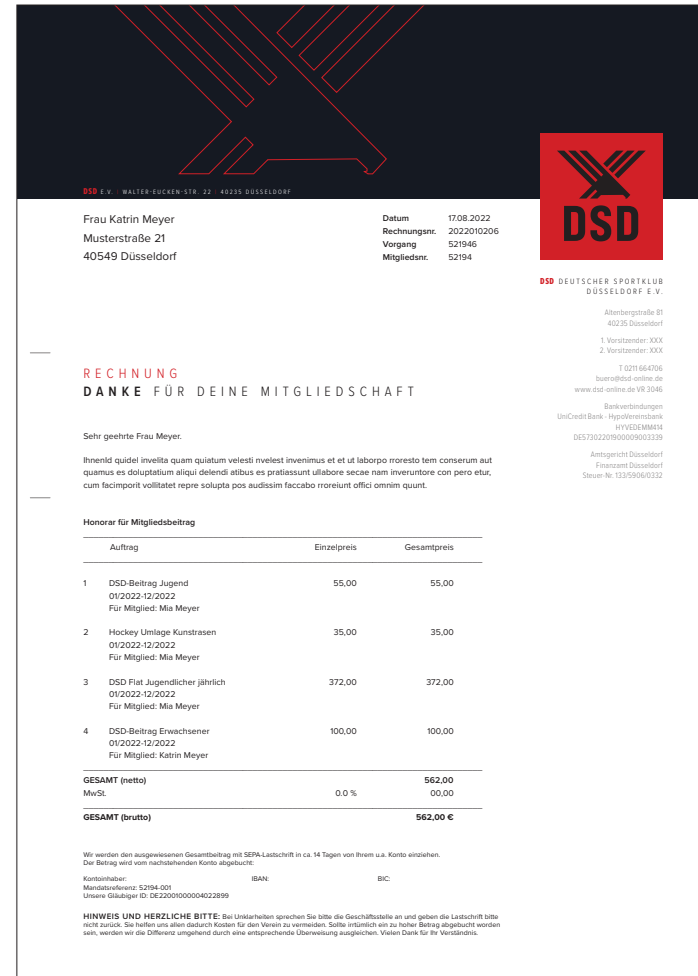 DSD E.V. · WALTER-EUCKEN-STR. 22 · 40235 DÜSSELDORF
Frau Katrin Meyer
Musterstraße 21
40549 Düsseldorf
Datum 17.08.2022
Rechnungsnr. 2022010206
Vorgang 521946
Mitgliedsnr. 52194
DSD
DSD DEUTSCHER SPORTKLUB
DÜSSELDORF E.V.
Altenbergstraße 81
40235 Düsseldorf
1. Vorsitzender: XXX
2. Vorsitzender: XXX
T 0211 664706
buero@dsd-online.de
www.dsd-online.de VR 3046
Bankverbindungen
UniCredit Bank - HypoVereinsbank
HYVEDEMM414
DE57302201900009003339
Amtsgericht Düsseldorf
Finanzamt Düsseldorf
Steuer-Nr. 133/5906/0332
RECHNUNG
DANKE FÜR DEINE MITGLIEDSCHAFT
Sehr geehrte Frau Meyer.
Ihnenld quidel invelita quam quiatum velesti nvelest invenimus et et ut laborpo rroresto tem conserum aut
quamus es doluptatium aliqui delendi atibus es pratiassunt ullabore secae nam inveruntore con pero etur,
cum facimporit vollitatet repre solupta pos audissim faccabo rroreiunt offici omnim quunt.
Honorar für Mitgliedsbeitrag
Auftrag Einzelpreis Gesamtpreis
1 DSD-Beitrag Jugend 55,00 55,00
01/2022-12/2022
Für Mitglied: Mia Meyer
2 Hockey Umlage Kunstrasen 35,00 35,00
01/2022-12/2022
Für Mitglied: Mia Meyer
3 DSD Flat Jugendlicher jährlich 372,00 372,00
01/2022-12/2022
Für Mitglied: Mia Meyer
4 DSD-Beitrag Erwachsener 100,00 100,00
01/2022-12/2022
Für Mitglied: Katrin Meyer
GESAMT (netto) 562,00
MwSt. 0.0 % 00,00
GESAMT (brutto) 562,00 €
Wir werden den ausgewiesenen Gesamtbeitrag mit SEPA-Lastschrift in ca. 14 Tagen von Ihrem u.a. Konto einziehen.
Der Betrag wird vom nachstehenden Konto abgebucht:
Kontoinhaber: IBAN: BIC:
Mandatsreferenz: 52194-001
Unsere Gläubiger ID: DE22001000004022899
HINWEIS UND HERZLICHE BITTE: Bei Unklarheiten sprechen Sie bitte die Geschäftsstelle an und geben die Lastschrift bitte
nicht zurück. Sie helfen uns allen dadurch Kosten für den Verein zu vermeiden. Sollte irrtümlich ein zu hoher Betrag abgebucht worden
sein, werden wir die Differenz umgehend durch eine entsprechende Überweisung ausgleichen. Vielen Dank für Ihr Verständnis.